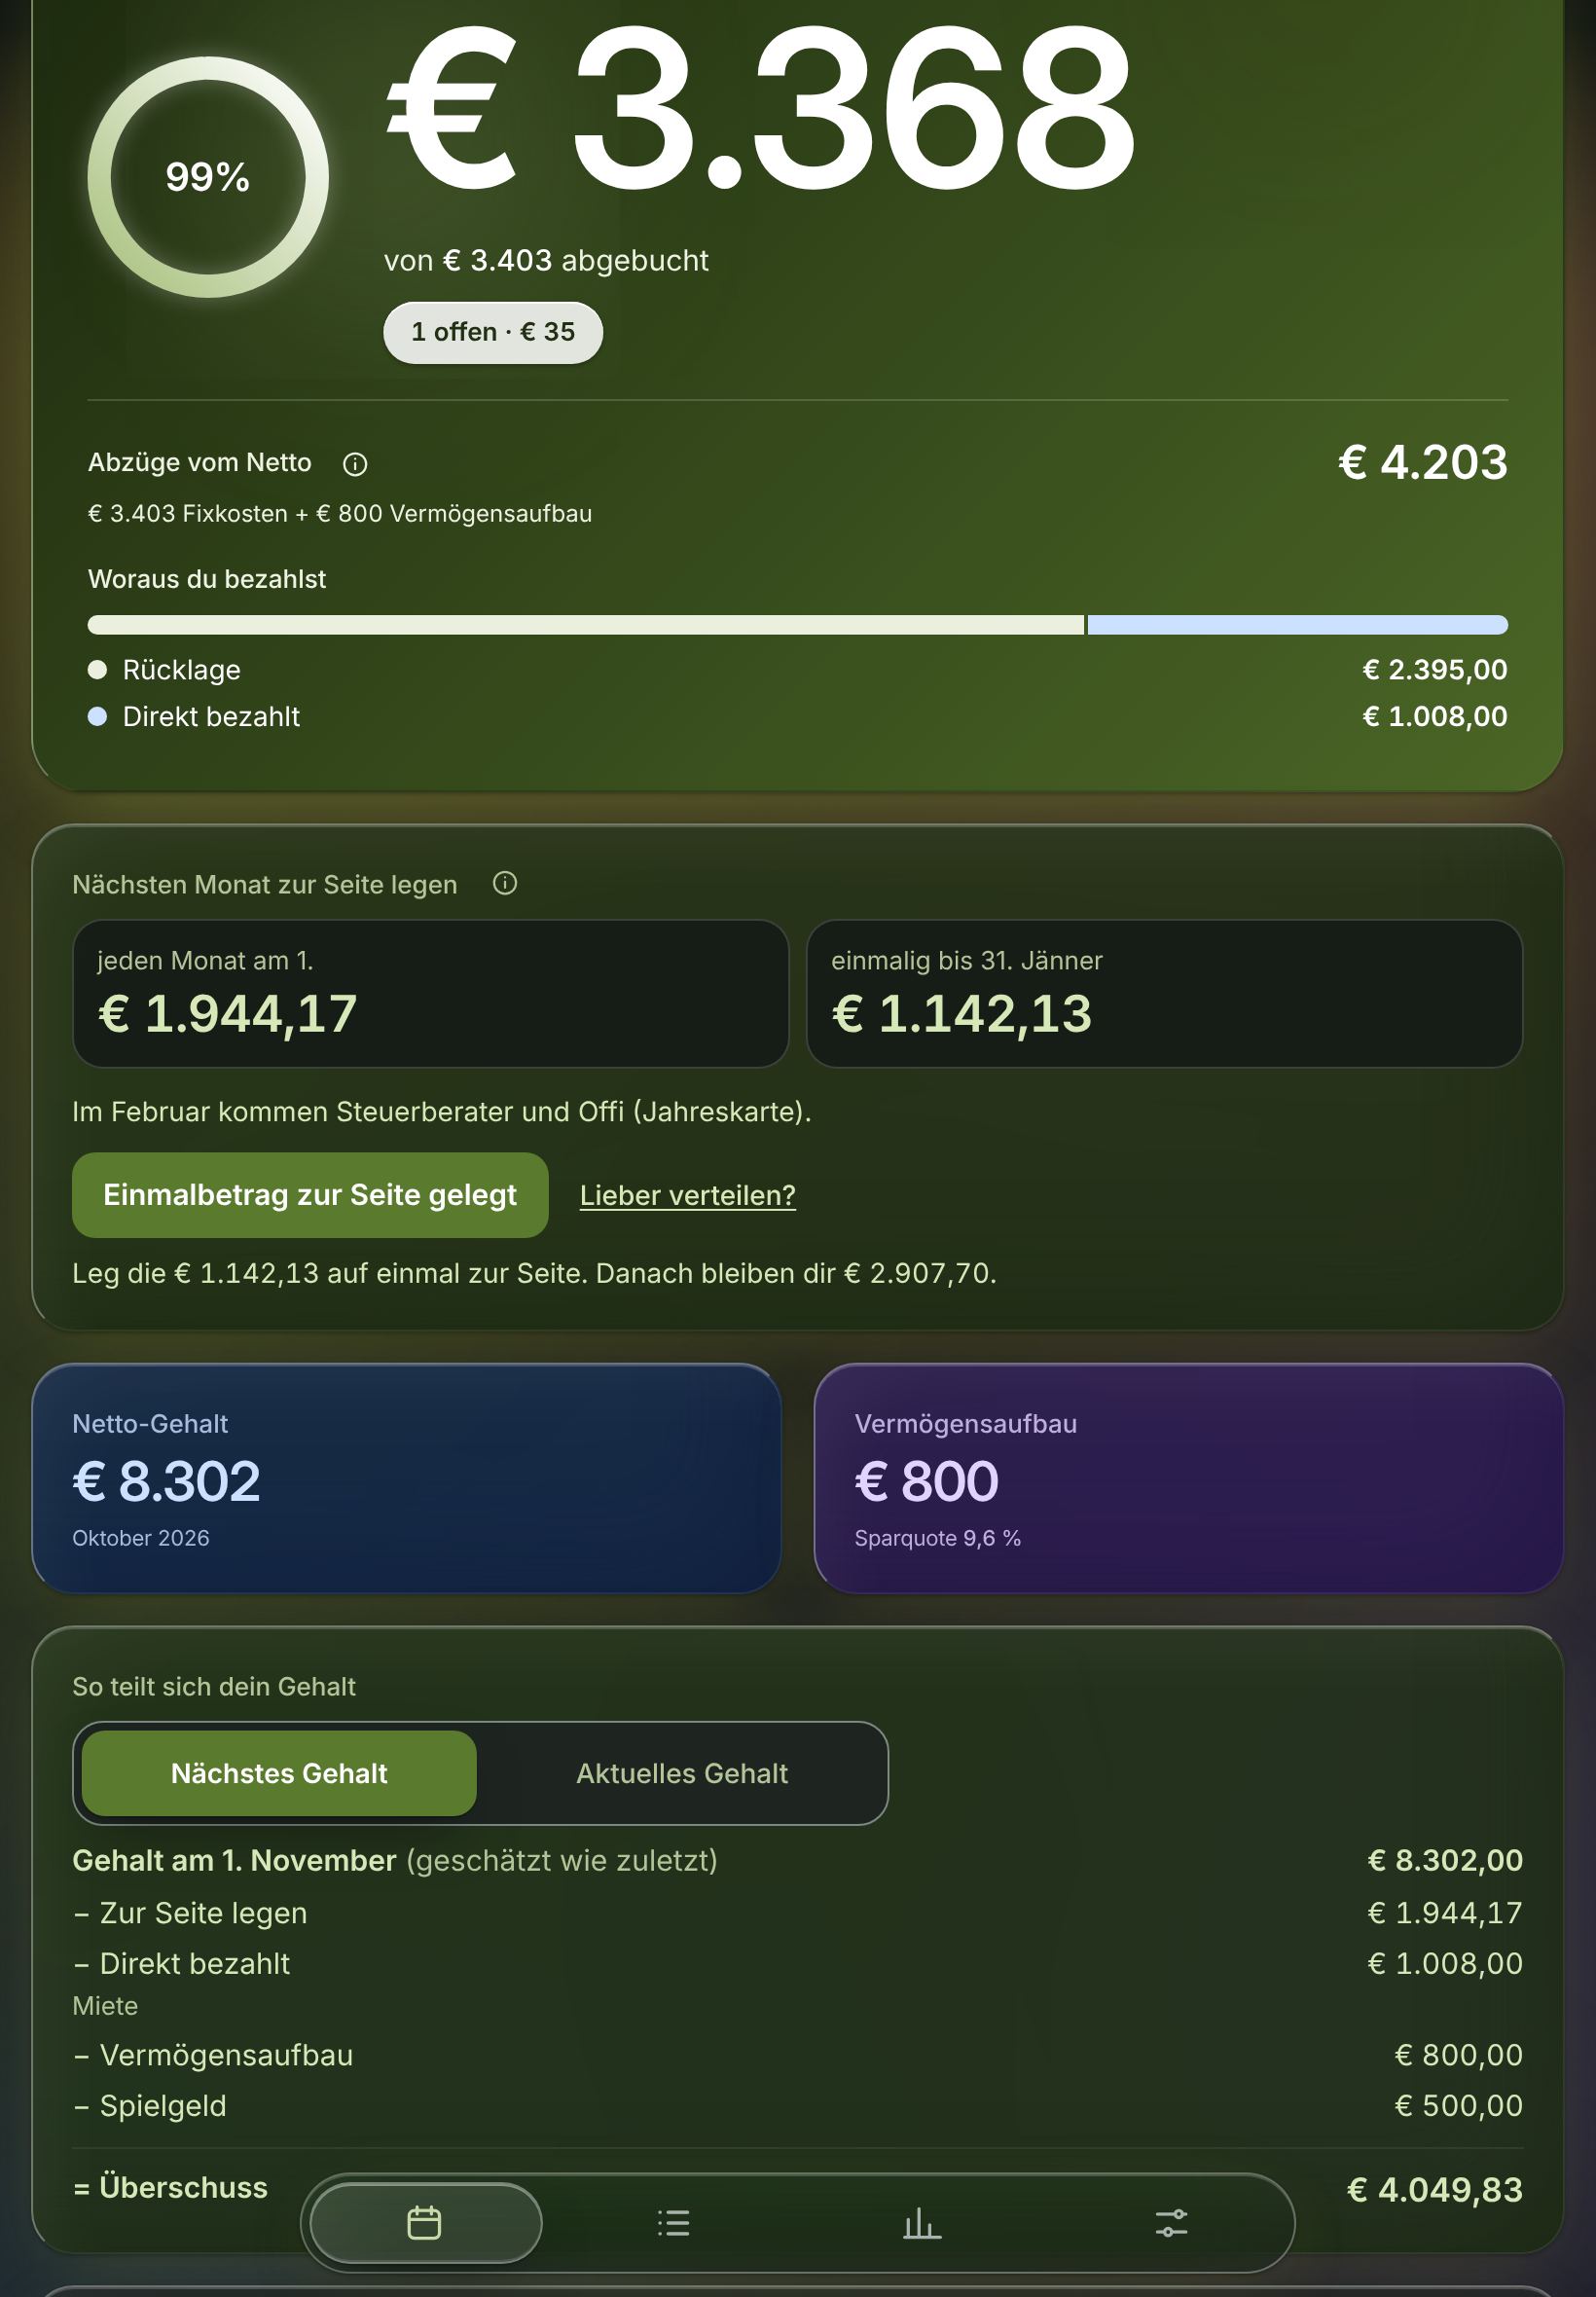 € 3.368
99%
von € 3.403 abgebucht
1 offen · € 35
Abzüge vom Netto
€ 4.203
€ 3.403 Fixkosten + € 800 Vermögensaufbau
Woraus du bezahlst
Rücklage € 2.395,00
Direkt bezahlt € 1.008,00
Nächsten Monat zur Seite legen
jeden Monat am 1.
€ 1.944,17
einmalig bis 31. Jänner
€ 1.142,13
Im Februar kommen Steuerberater und Offi (Jahreskarte).
Einmalbetrag zur Seite gelegt
Lieber verteilen?
Leg die € 1.142,13 auf einmal zur Seite. Danach bleiben dir € 2.907,70.
Netto-Gehalt
€ 8.302
Oktober 2026
Vermögensaufbau
€ 800
Sparquote 9,6 %
So teilt sich dein Gehalt
Nächstes Gehalt
Aktuelles Gehalt
Gehalt am 1. November (geschätzt wie zuletzt) € 8.302,00
– Zur Seite legen € 1.944,17
– Direkt bezahlt € 1.008,00
Miete
– Vermögensaufbau € 800,00
– Spielgeld € 500,00
= Überschuss € 4.049,83